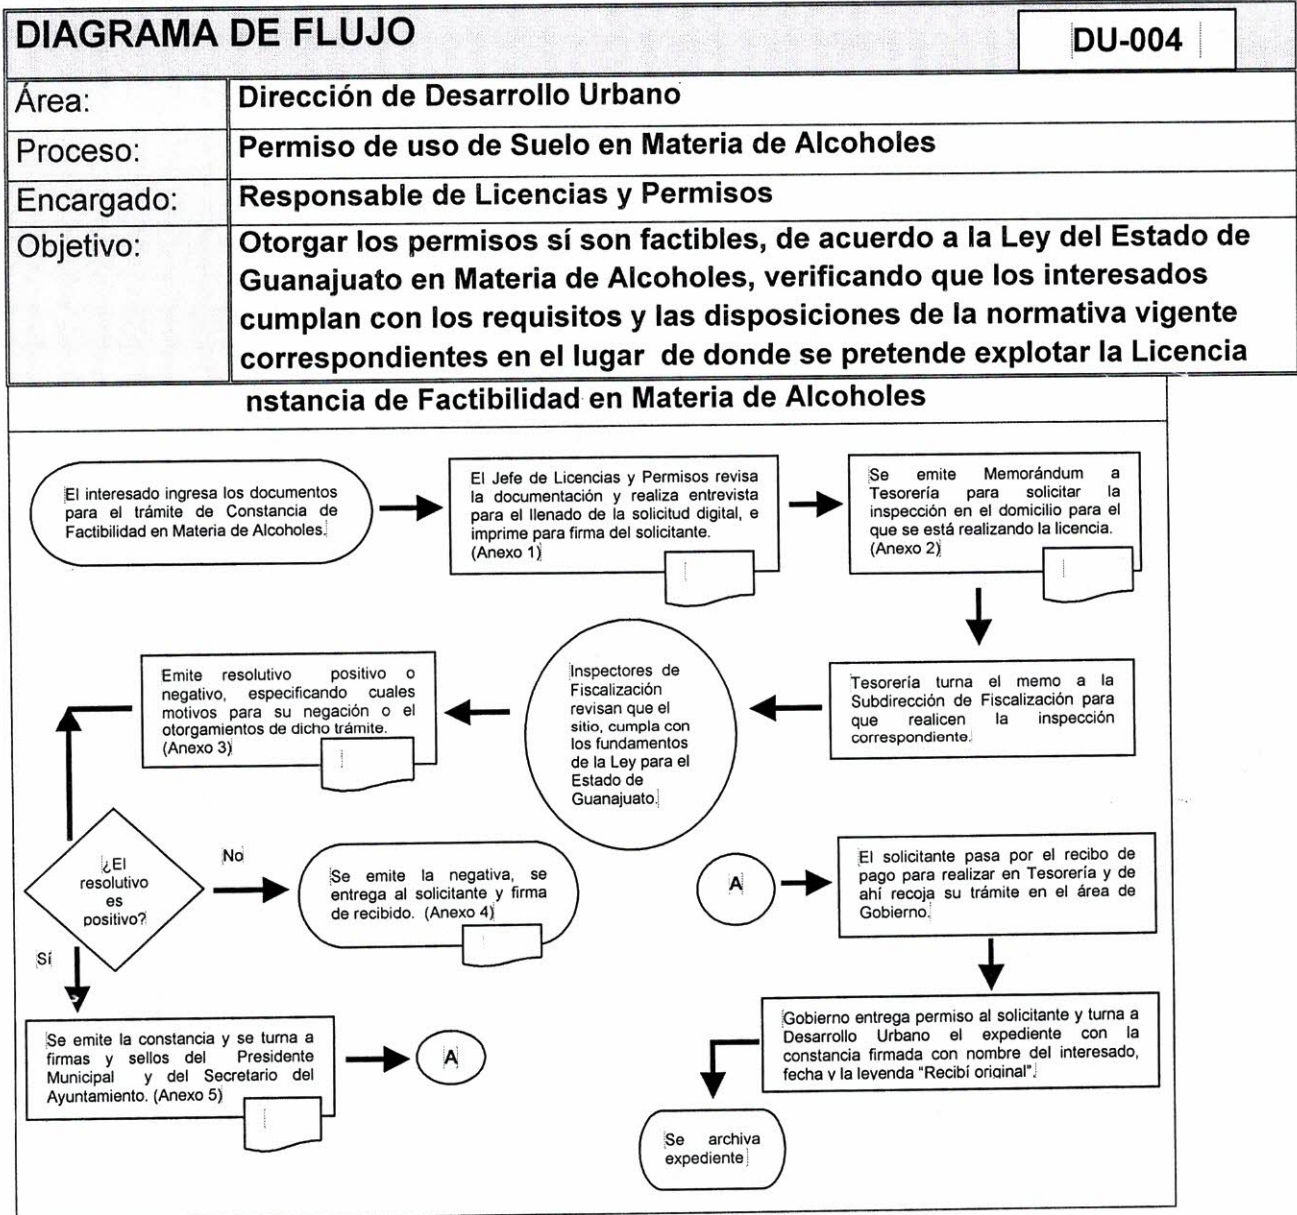 DIAGRAMA DE FLUJO
DU-004
Área:
Dirección de Desarrollo Urbano
Proceso:
Permiso de uso de Suelo en Materia de Alcoholes
Encargado:
Responsable de Licencias y Permisos
Objetivo:
Otorgar los permisos sí son factibles, de acuerdo a la Ley del Estado de
Guanajuato en Materia de Alcoholes, verificando que los interesados
cumplan con los requisitos y las disposiciones de la normativa vigente
correspondientes en el lugar de donde se pretende explotar la Licencia
nstancia de Factibilidad en Materia de Alcoholes
El interesado ingresa los documentos
para el trámite de Constancia de
Factibilidad en Materia de Alcoholes.
El Jefe de Licencias y Permisos revisa
la documentación y realiza entrevista
para el llenado de la solicitud digital, e
imprime para firma del solicitante.
(Anexo 1)
Se emite Memorándum a
Tesorería para solicitar la
inspección en el domicilio para el
que se está realizando la licencia.
(Anexo 2)
Tesorería turna el memo a la
Subdirección de Fiscalización para
que realicen la inspección
correspondiente.
Inspectores de
Fiscalización
revisan que el
sitio, cumpla con
los fundamentos
de la Ley para el
Estado de
Guanajuato.
Emite resolutivo positivo o
negativo, especificando cuales
motivos para su negación o el
otorgamientos de dicho trámite.
(Anexo 3)
¿El
resolutivo
es
positivo?
No
Se emite la negativa, se
entrega al solicitante y firma
de recibido. (Anexo 4)
Sí
Se emite la constancia y se turna a
firmas y sellos del Presidente
Municipal y del Secretario del
Ayuntamiento. (Anexo 5)
A
A
El solicitante pasa por el recibo de
pago para realizar en Tesorería y de
ahí recoja su trámite en el área de
Gobierno.
Gobierno entrega permiso al solicitante y turna a
Desarrollo Urbano el expediente con la
constancia firmada con nombre del interesado,
fecha y la leyenda "Recibí original".
Se archiva
expediente